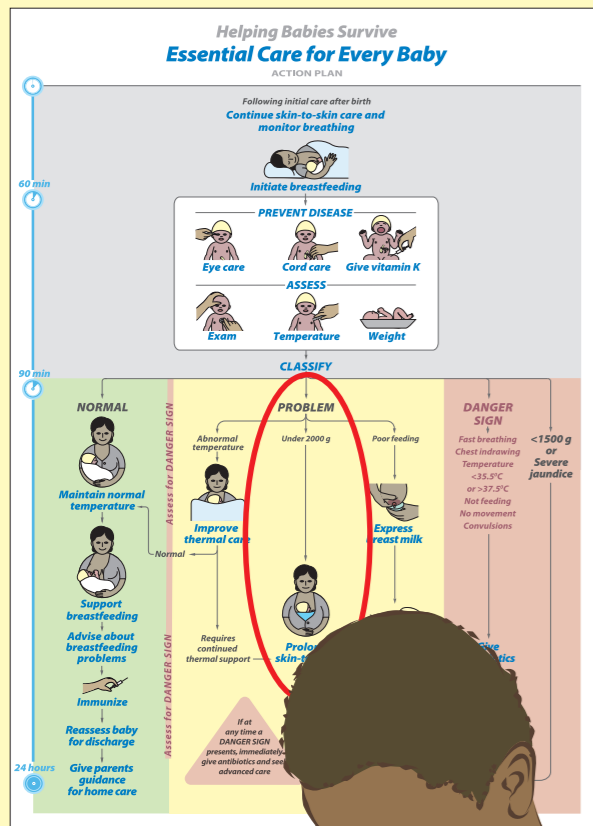 Helping Babies Survive
Essential Care for Every Baby
ACTION PLAN
Following initial care after birth
Continue skin-to-skin care and
monitor breathing
60 min
Initiate breastfeeding
PREVENT DISEASE
Eye care
Cord care
Give vitamin K
ASSESS
Exam
Temperature
Weight
90 min
CLASSIFY
NORMAL
Maintain normal
temperature
Support
breastfeeding
Advise about
breastfeeding
problems
Immunize
Reassess baby
for discharge
24 hours
Give parents
guidance
for home care
Assess for DANGER SIGN
Assess for DANGER SIGN
PROBLEM
Abnormal
temperature
Improve
thermal care
Normal
Requires
continued
thermal support
Under 2000 g
Poor feeding
Express
breast milk
If at
any time a
DANGER SIGN
presents, immediately
give antibiotics and
advanced care
DANGER
SIGN
Fast breathing
Chest indrawing
Temperature
<35.5°C
or >37.5°C
Not feeding
No movement
Convulsions
<1500 g
or
Severe
jaundice